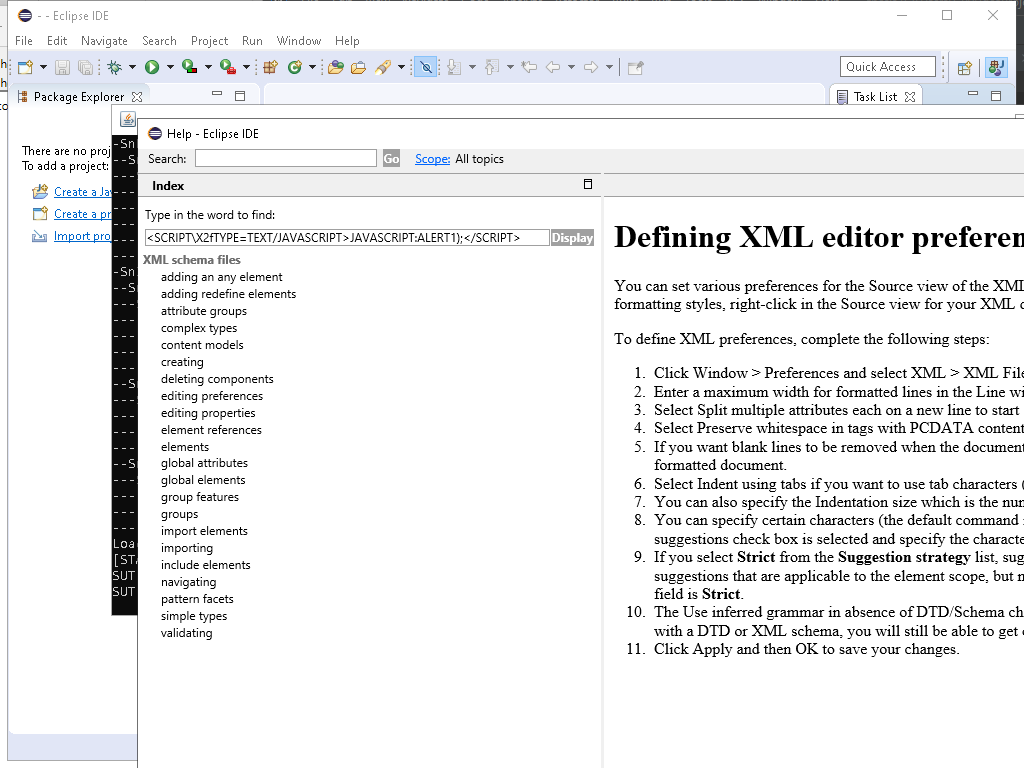 - - Eclipse IDE
File Edit Navigate Search Project Run Window Help
Quick Access
Package Explorer
Task List
There are no proj
To add a project:
Create a Ja
Create a pr
Import pro
Loa
SUT
SUT
Help - Eclipse IDE
Search: Go Scope: All topics
Index
Type in the word to find:
<SCRIPT\X2fTYPE=TEXT/JAVASCRIPT>JAVASCRIPT:ALERT1);</SCRIPT> Display
XML schema files
adding an any element
adding redefine elements
attribute groups
complex types
content models
creating
deleting components
editing preferences
editing properties
element references
elements
global attributes
global elements
group features
groups
import elements
importing
include elements
navigating
pattern facets
simple types
validating
Defining XML editor preferen
You can set various preferences for the Source view of the XML
formatting styles, right-click in the Source view for your XML
To define XML preferences, complete the following steps:
1. Click Window > Preferences and select XML > XML File
2. Enter a maximum width for formatted lines in the Line wi
3. Select Split multiple attributes each on a new line to start
4. Select Preserve whitespace in tags with PCDATA content
5. If you want blank lines to be removed when the document
formatted document.
6. Select Indent using tabs if you want to use tab characters (
7. You can also specify the Indentation size which is the nu
8. You can specify certain characters (the default command
suggestions check box is selected and specify the characte
9. If you select Strict from the Suggestion strategy list, sug
suggestions that are applicable to the element scope, but
field is Strict.
10. The Use inferred grammar in absence of DTD/Schema ch
with a DTD or XML schema, you will still be able to get
11. Click Apply and then OK to save your changes.